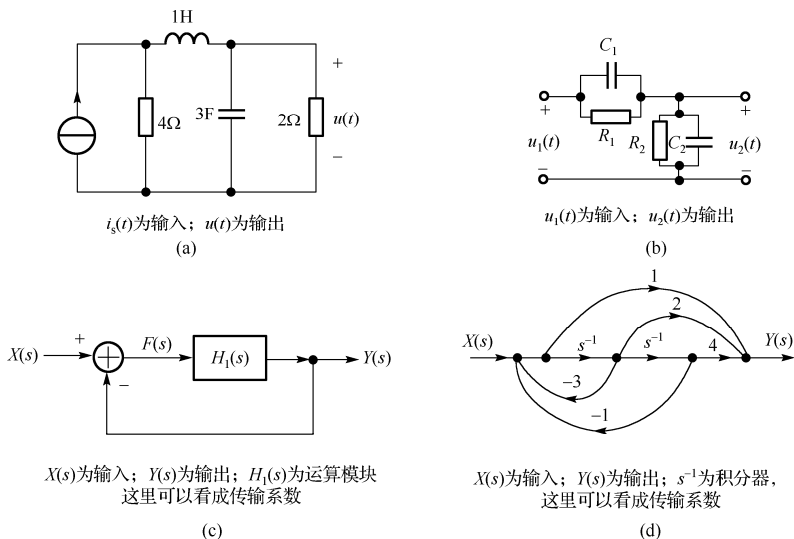 1H
4Ω
3F
2Ω
+
u(t)
−
i_s(t)为输入；u(t)为输出
(a)
C₁
+
+
R₁
R₂
C₂
u₁(t)
u₂(t)
−
−
u₁(t)为输入；u₂(t)为输出
(b)
X(s)
+
−
F(s)
H₁(s)
Y(s)
X(s)为输入；Y(s)为输出；H₁(s)为运算模块
这里可以看成传输系数
(c)
1
2
X(s)
s⁻¹
s⁻¹
4
Y(s)
−3
−1
X(s)为输入；Y(s)为输出；s⁻¹为积分器，
这里可以看成传输系数
(d)